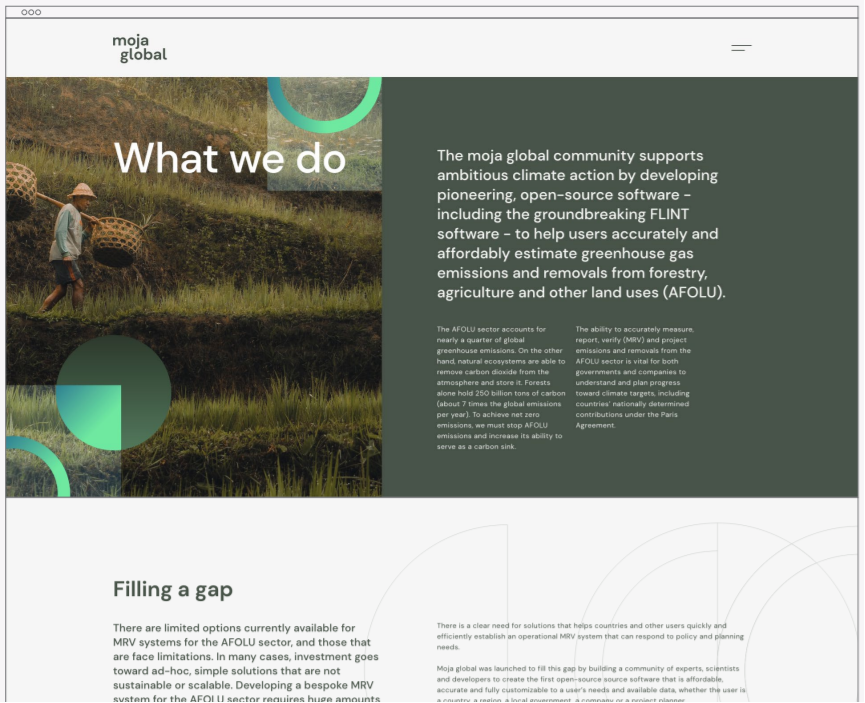 moja
global
What we do
The moja global community supports
ambitious climate action by developing
pioneering, open-source software -
including the groundbreaking FLINT
software - to help users accurately and
affordably estimate greenhouse gas
emissions and removals from forestry,
agriculture and other land uses (AFOLU).
The AFOLU sector accounts for
nearly a quarter of global
greenhouse emissions. On the other
hand, natural ecosystems are able to
remove carbon dioxide from the
atmosphere and store it. Forests
alone hold 250 billion tons of carbon
(about 7 times the global emissions
per year). To achieve net zero
emissions, we must stop AFOLU
emissions and increase its ability to
serve as a carbon sink.
The ability to accurately measure,
report, verify (MRV) and project
emissions and removals from the
AFOLU sector is vital for both
governments and companies to
understand and plan progress
toward climate targets, including
countries' nationally determined
contributions under the Paris
Agreement.
Filling a gap
There are limited options currently available for
MRV systems for the AFOLU sector, and those that
are face limitations. In many cases, investment goes
toward ad-hoc, simple solutions that are not
sustainable or scalable. Developing a bespoke MRV
system for the AFOLU sector requires huge amounts
There is a clear need for solutions that helps countries and other users quickly and
efficiently establish an operational MRV system that can respond to policy and planning
needs.
Moja global was launched to fill this gap by building a community of experts, scientists
and developers to create the first open-source source software that is affordable,
accurate and fully customizable to a user's needs and available data, whether the user is
a country, a region, a local government, a company or a project planner.